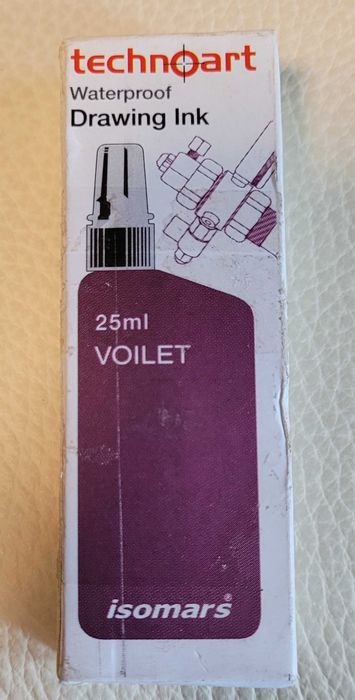 technoart
Waterproof
Drawing Ink
25ml
VOILET
isomars®